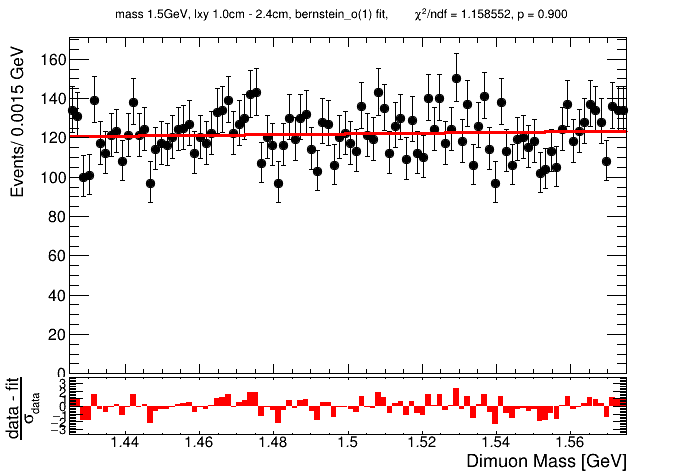 mass 1.5GeV, lxy 1.0cm - 2.4cm, bernstein_o(1) fit, χ²/ndf = 1.158552, p = 0.900
Events/ 0.0015 GeV
160
140
120
100
80
60
40
20
0
data - fit
σdata
3
2
1
0
−1
−2
−3
1.44 1.46 1.48 1.5 1.52 1.54 1.56
Dimuon Mass [GeV]